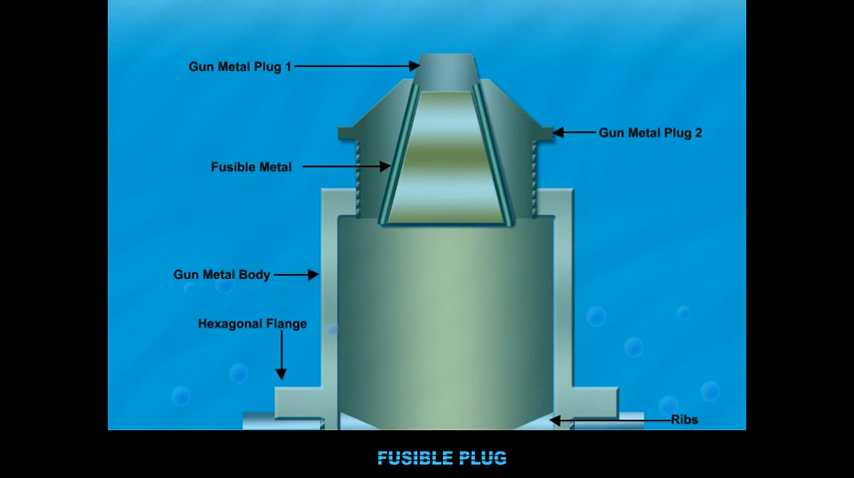 Gun Metal Plug 1
Gun Metal Plug 2
Fusible Metal
Gun Metal Body
Hexagonal Flange
Ribs
FUSIBLE PLUG